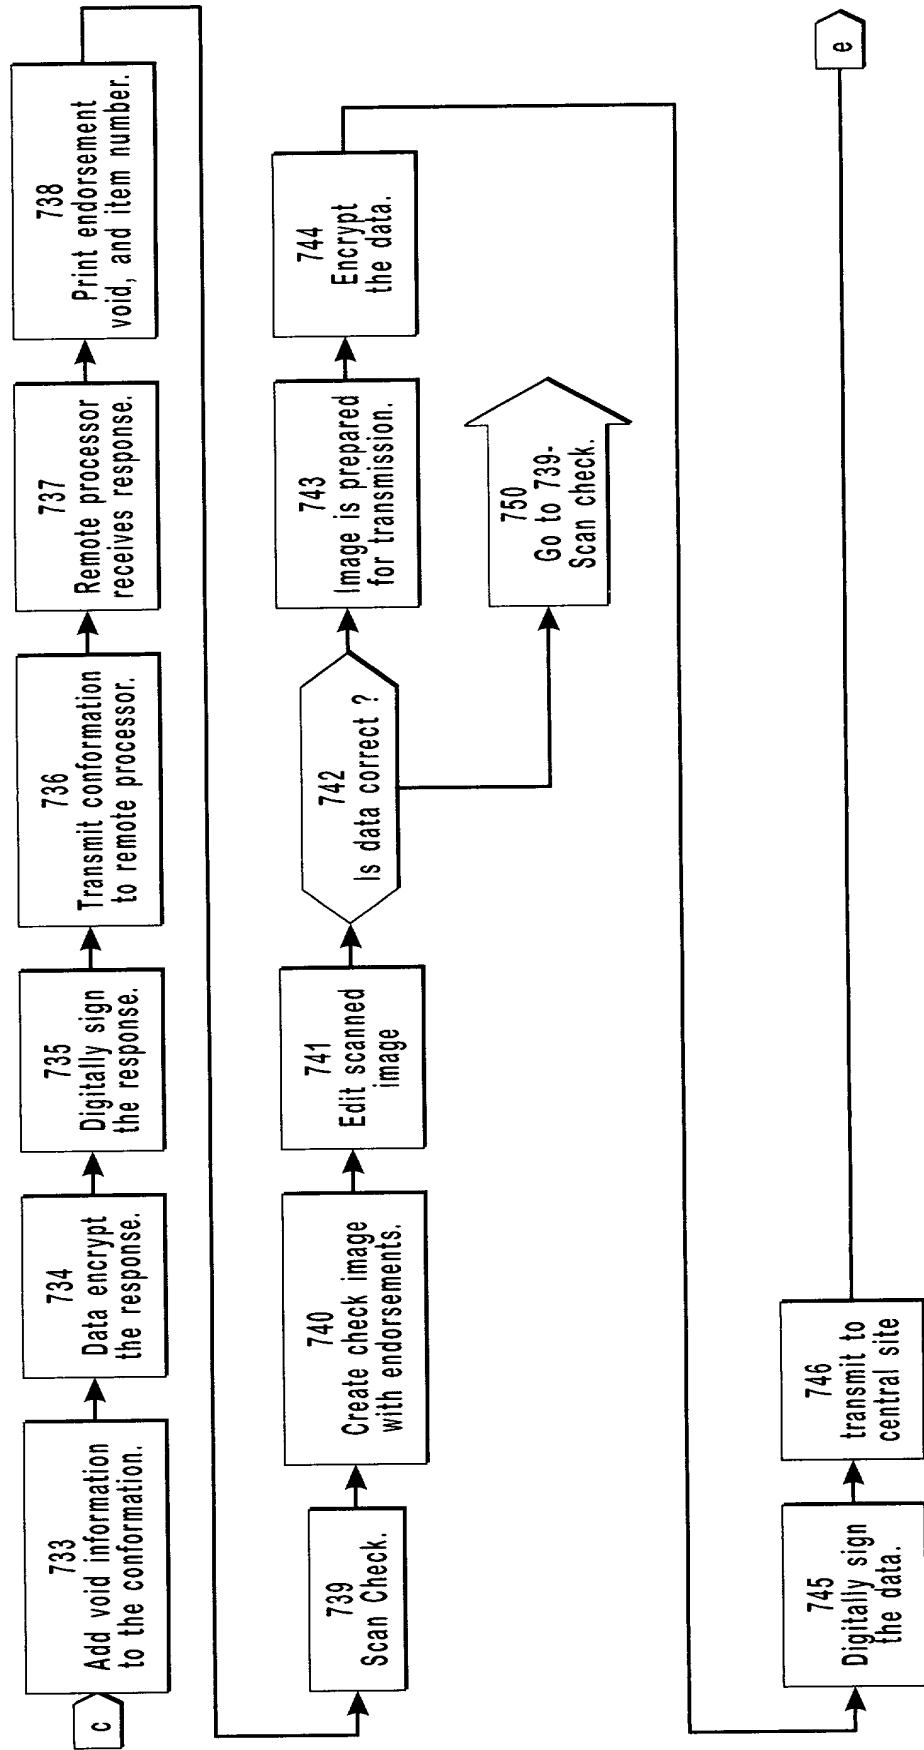 c
733
Add void information
to the conformation.
734
Data encrypt
the response.
735
Digitally sign
the response.
736
Transmit conformation
to remote processor.
737
Remote processor
receives response.
738
Print endorsement
void, and item number.
739
Scan Check.
740
Create check image
with endorsements.
741
Edit scanned
image
742
Is data correct ?
743
Image is prepared
for transmission.
744
Encrypt
the data.
750
Go to 739-
Scan check.
745
Digitally sign
the data.
746
transmit to
central site
e